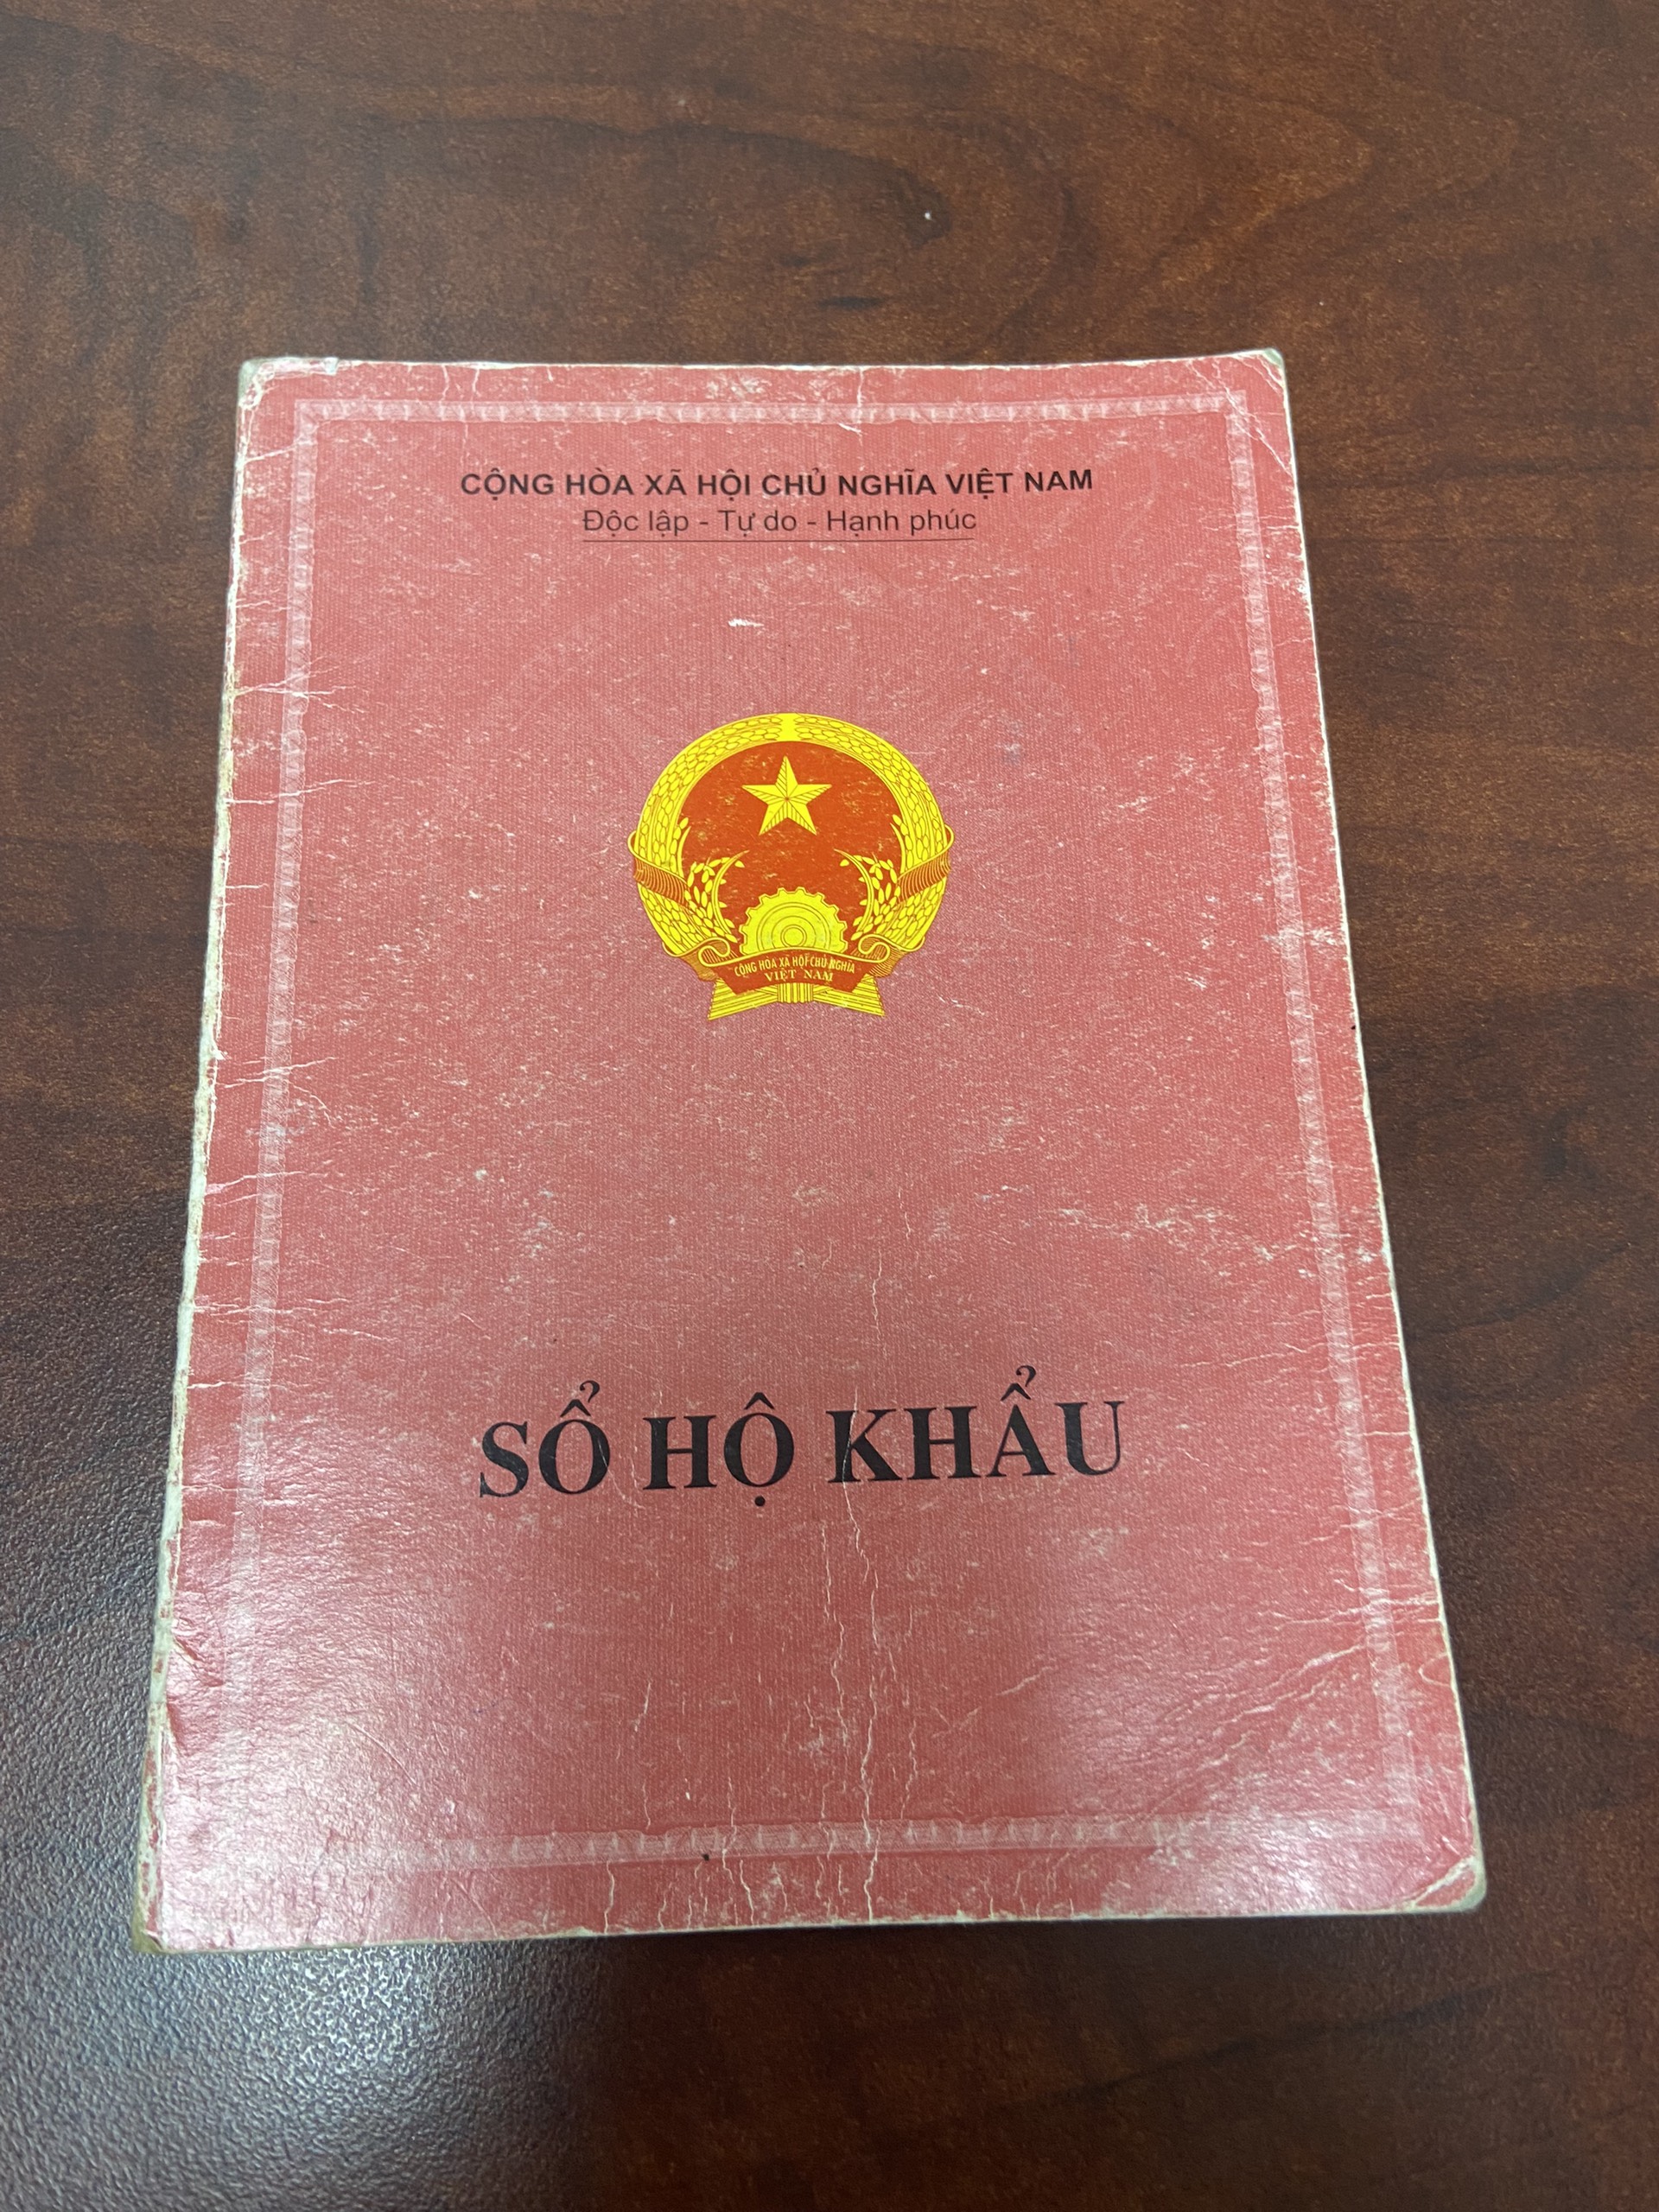 CỘNG HÒA XÃ HỘI CHỦ NGHĨA VIỆT NAM
Độc lập - Tự do - Hạnh phúc
CỘNG HÒA XÃ HỘI CHỦ NGHĨA
VIỆT NAM
SỔ HỘ KHẨU